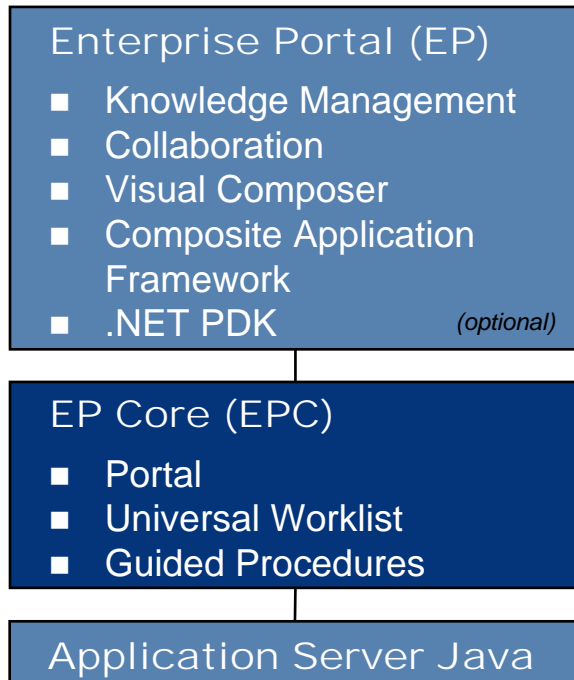 Enterprise Portal (EP)
■ Knowledge Management
■ Collaboration
■ Visual Composer
■ Composite Application
Framework
■ .NET PDK (optional)
EP Core (EPC)
■ Portal
■ Universal Worklist
■ Guided Procedures
Application Server Java